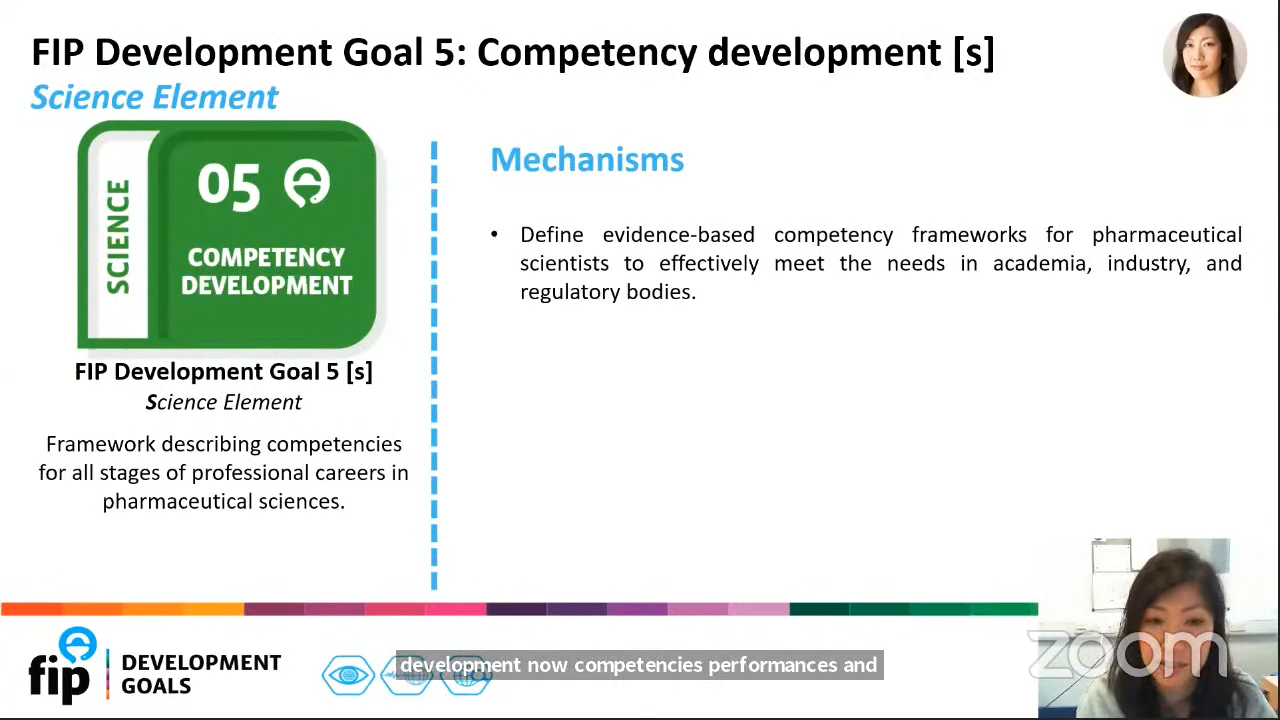 FIP Development Goal 5: Competency development [s]
Science Element
SCIENCE
05
COMPETENCY
DEVELOPMENT
FIP Development Goal 5 [s]
Science Element
Framework describing competencies
for all stages of professional careers in
pharmaceutical sciences.
Mechanisms
• Define evidence-based competency frameworks for pharmaceutical
scientists to effectively meet the needs in academia, industry, and
regulatory bodies.
fip
DEVELOPMENT
GOALS
development now competencies performances and
zoom